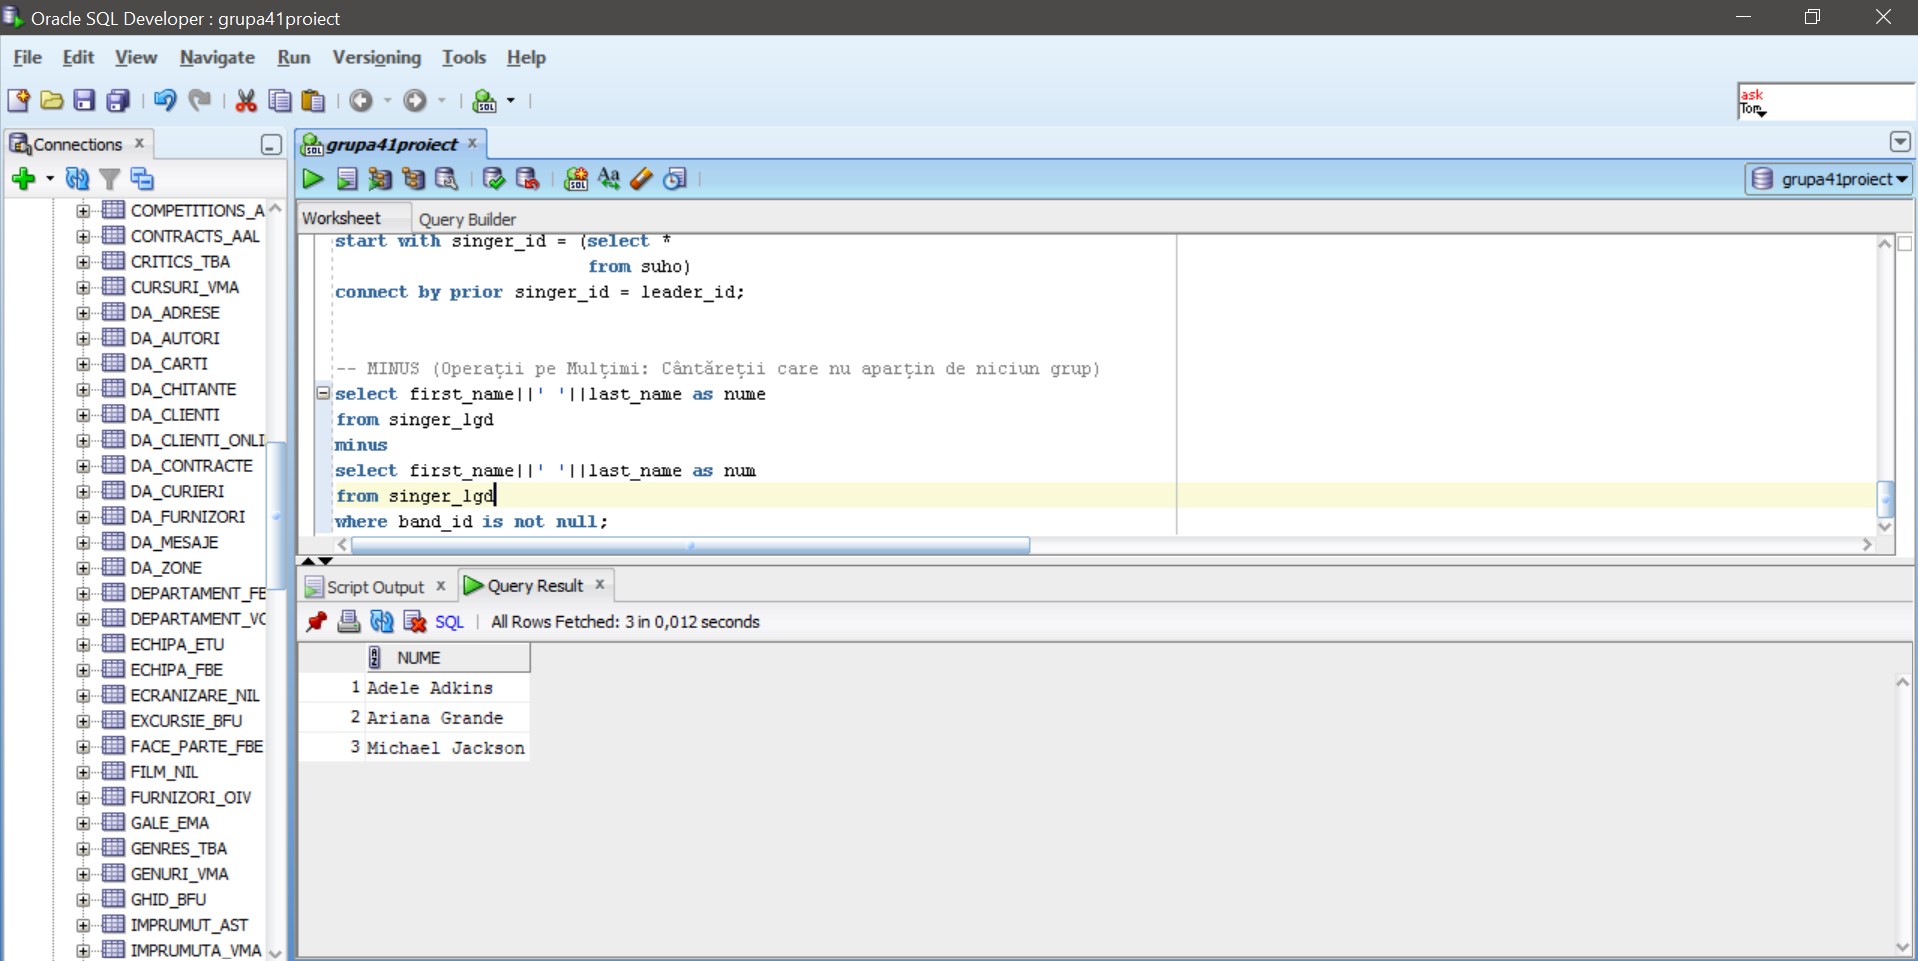 Oracle SQL Developer : grupa41proiect
File Edit View Navigate Run Versioning Tools Help
ask
Tom
Connections
grupa41proiect
grupa41proiect
Worksheet Query Builder
COMPETITIONS_A
CONTRACTS_AAL
CRITICS_TBA
CURSURI_VMA
DA_ADRESE
DA_AUTORI
DA_CARTI
DA_CHITANTE
DA_CLIENTI
DA_CLIENTI_ONLI
DA_CONTRACTE
DA_CURIERI
DA_FURNIZORI
DA_MESAJE
DA_ZONE
DEPARTAMENT_FE
DEPARTAMENT_VC
ECHIPA_ETU
ECHIPA_FBE
ECRANIZARE_NIL
EXCURSIE_BFU
FACE_PARTE_FBE
FILM_NIL
FURNIZORI_OIV
GALE_EMA
GENRES_TBA
GENURI_VMA
GHID_BFU
IMPRUMUT_AST
IMPRUMUTA_VMA
start with singer_id = (select *
from suho)
connect by prior singer_id = leader_id;
-- MINUS (Operații pe Mulțimi: Cântăreții care nu aparțin de niciun grup)
select first_name||' '||last_name as nume
from singer_lgd
minus
select first_name||' '||last_name as num
from singer_lgd
where band_id is not null;
Script Output Query Result
SQL All Rows Fetched: 3 in 0,012 seconds
NUME
1 Adele Adkins
2 Ariana Grande
3 Michael Jackson